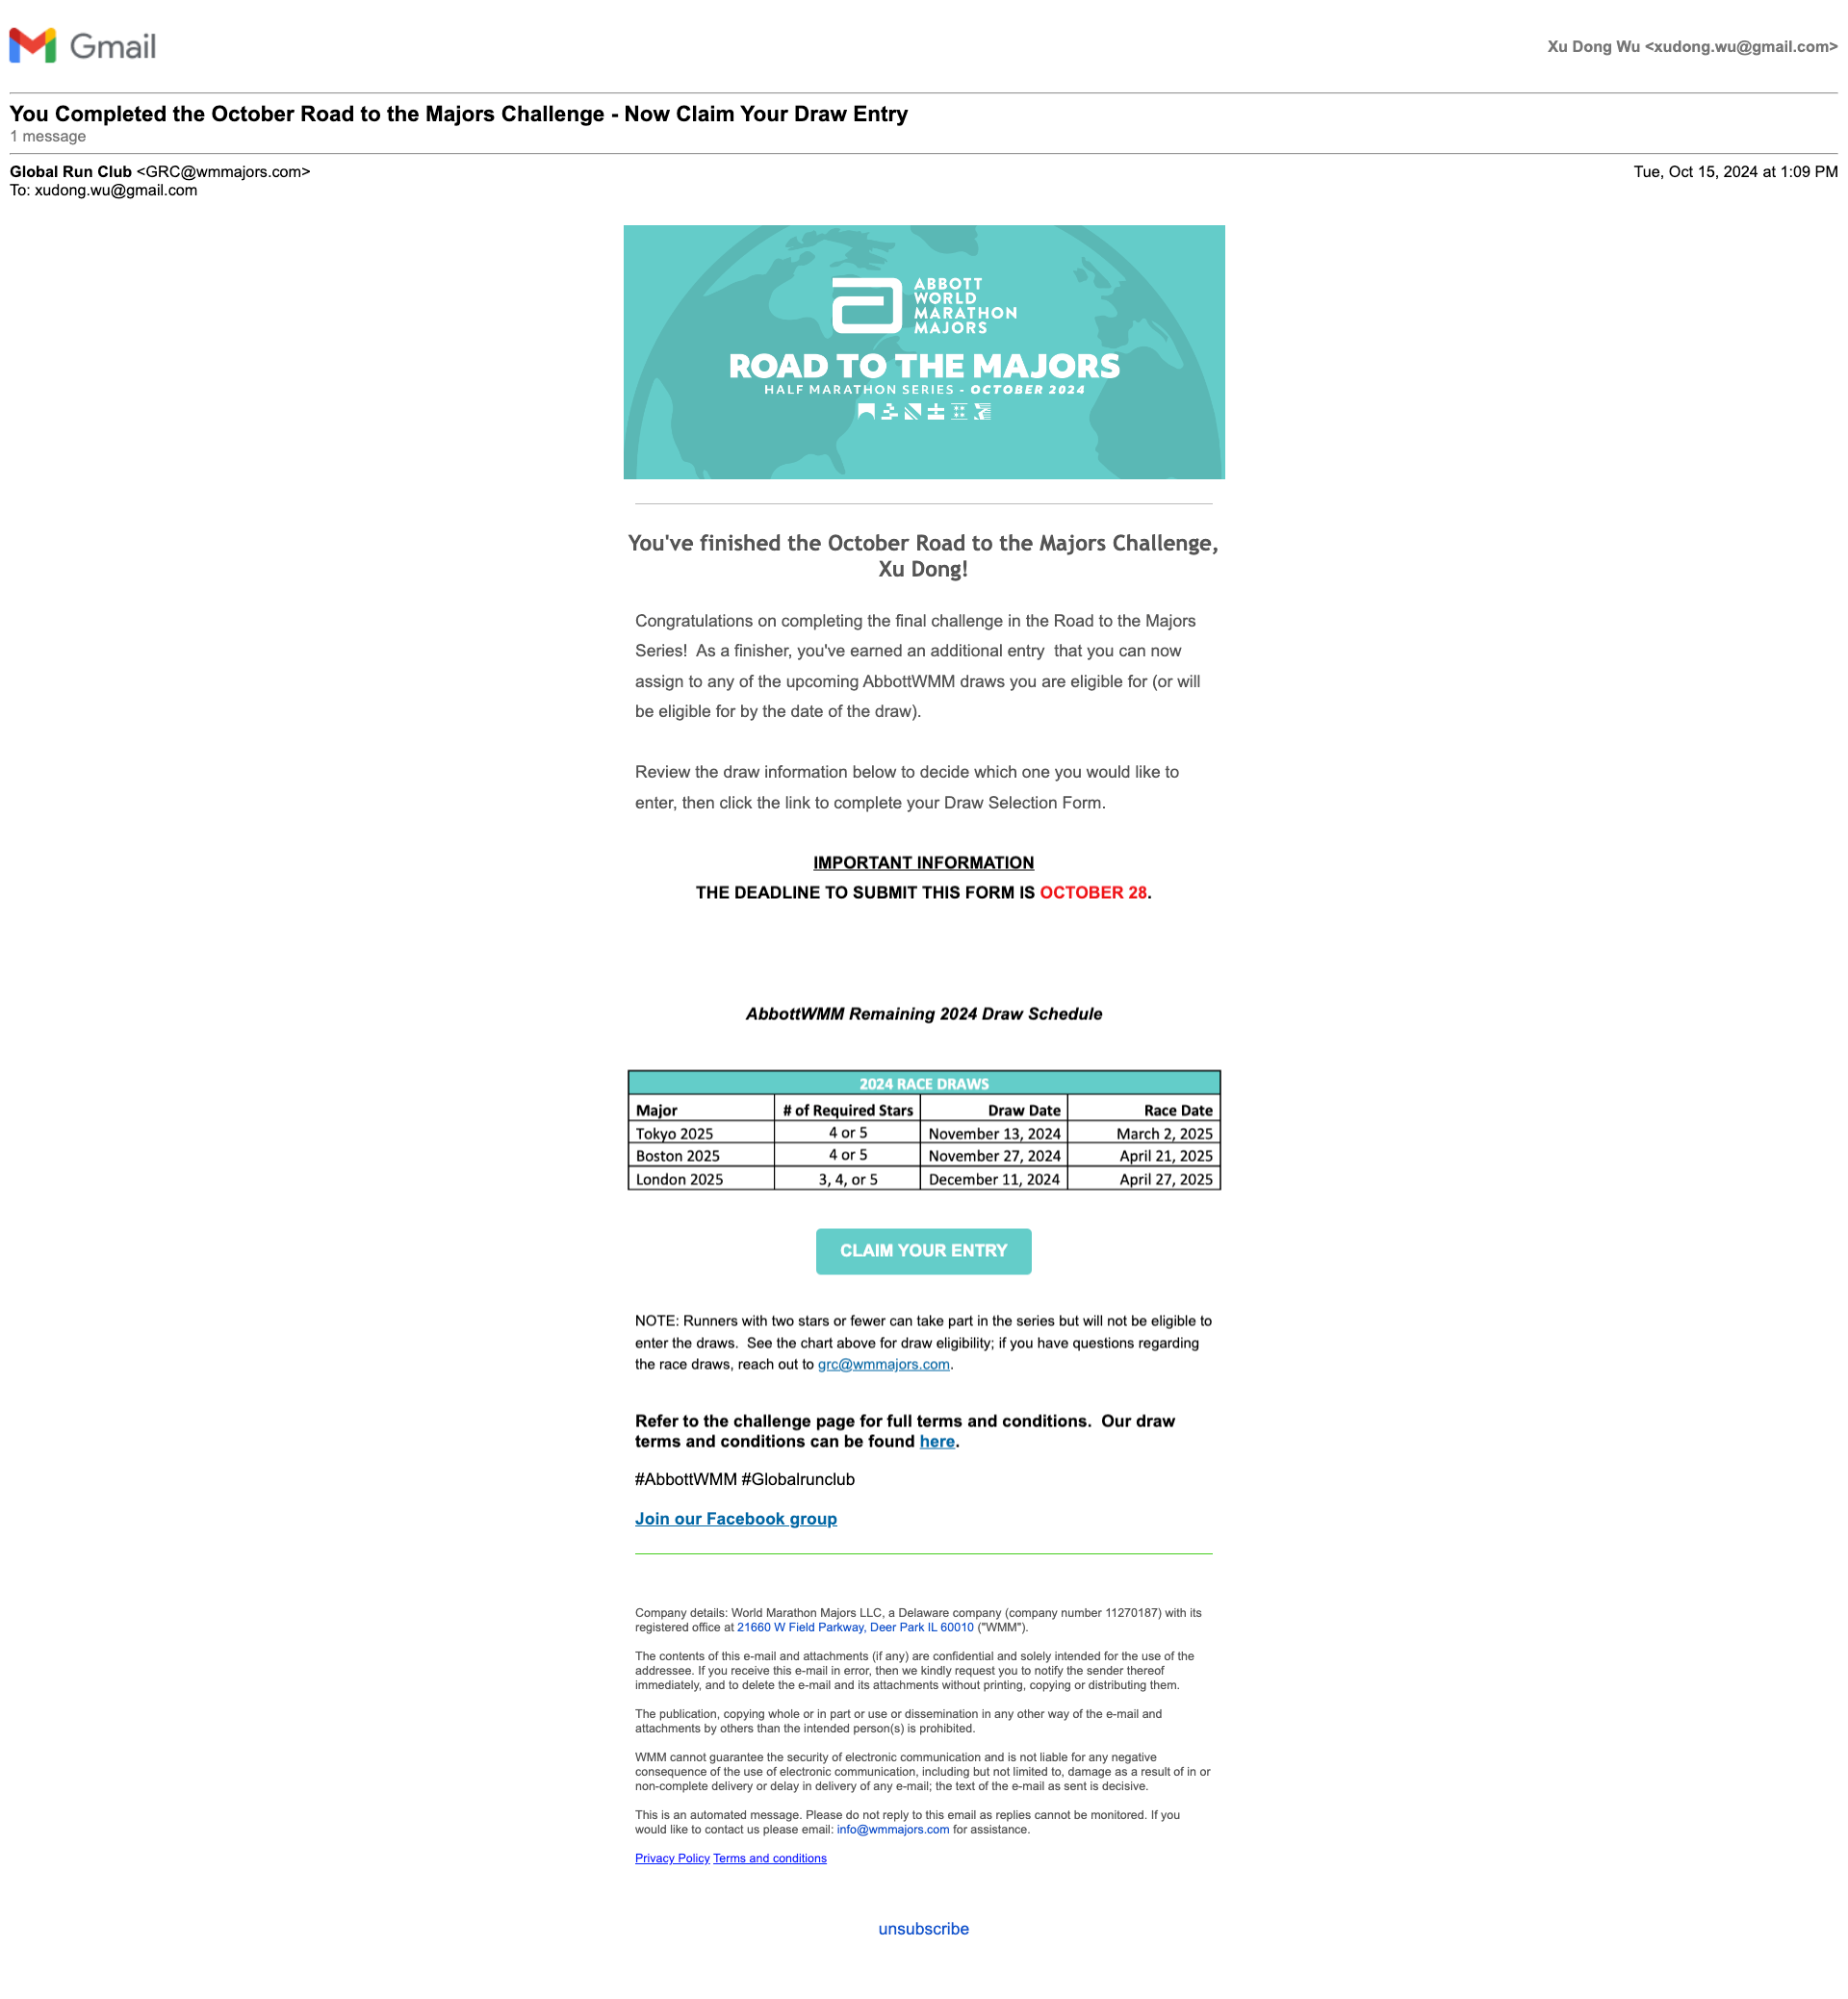 Gmail
Xu Dong Wu <xudong.wu@gmail.com>
You Completed the October Road to the Majors Challenge - Now Claim Your Draw Entry
1 message
Global Run Club <GRC@wmmajors.com>
Tue, Oct 15, 2024 at 1:09 PM
To: xudong.wu@gmail.com
ABBOTT
WORLD
MARATHON
MAJORS
ROAD TO THE MAJORS
HALF MARATHON SERIES - OCTOBER 2024
You've finished the October Road to the Majors Challenge,
Xu Dong!
Congratulations on completing the final challenge in the Road to the Majors
Series!  As a finisher, you've earned an additional entry  that you can now
assign to any of the upcoming AbbottWMM draws you are eligible for (or will
be eligible for by the date of the draw).
Review the draw information below to decide which one you would like to
enter, then click the link to complete your Draw Selection Form.
IMPORTANT INFORMATION
THE DEADLINE TO SUBMIT THIS FORM IS OCTOBER 28.
AbbottWMM Remaining 2024 Draw Schedule
2024 RACE DRAWS
Major # of Required Stars Draw Date Race Date
Tokyo 2025 4 or 5 November 13, 2024 March 2, 2025
Boston 2025 4 or 5 November 27, 2024 April 21, 2025
London 2025 3, 4, or 5 December 11, 2024 April 27, 2025
CLAIM YOUR ENTRY
NOTE: Runners with two stars or fewer can take part in the series but will not be eligible to
enter the draws.  See the chart above for draw eligibility; if you have questions regarding
the race draws, reach out to grc@wmmajors.com.
Refer to the challenge page for full terms and conditions.  Our draw
terms and conditions can be found here.
#AbbottWMM #Globalrunclub
Join our Facebook group
Company details: World Marathon Majors LLC, a Delaware company (company number 11270187) with its
registered office at 21660 W Field Parkway, Deer Park IL 60010 ("WMM").
The contents of this e-mail and attachments (if any) are confidential and solely intended for the use of the
addressee. If you receive this e-mail in error, then we kindly request you to notify the sender thereof
immediately, and to delete the e-mail and its attachments without printing, copying or distributing them.
The publication, copying whole or in part or use or dissemination in any other way of the e-mail and
attachments by others than the intended person(s) is prohibited.
WMM cannot guarantee the security of electronic communication and is not liable for any negative
consequence of the use of electronic communication, including but not limited to, damage as a result of in or
non-complete delivery or delay in delivery of any e-mail; the text of the e-mail as sent is decisive.
This is an automated message. Please do not reply to this email as replies cannot be monitored. If you
would like to contact us please email: info@wmmajors.com for assistance.
Privacy Policy Terms and conditions
unsubscribe